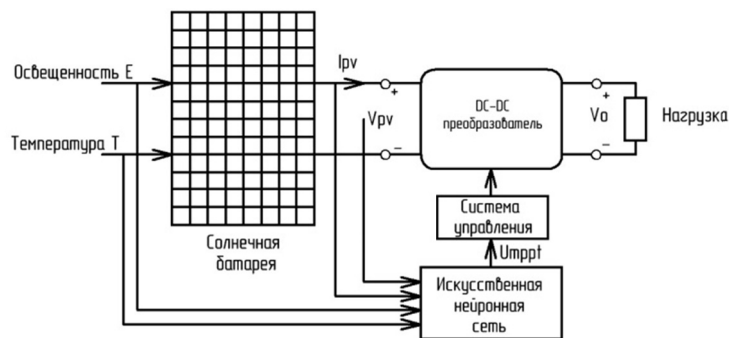 Освещенность E
Температура T
Солнечная
батарея
Ipv
Vpv
+
-
DC-DC
преобразователь
+
Vo
-
Нагрузка
Система
управления
Umppt
Искусственная
нейронная
сеть